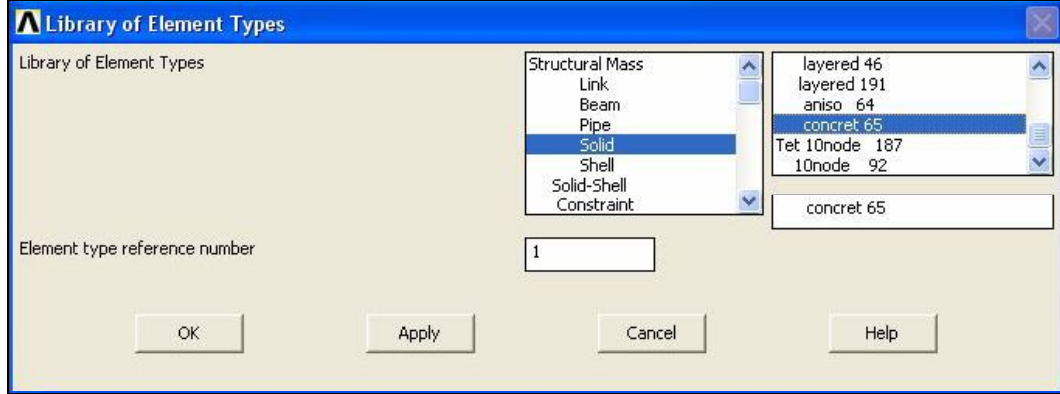 Library of Element Types
Library of Element Types
Structural Mass
Link
Beam
Pipe
Solid
Shell
Solid-Shell
Constraint
layered 46
layered 191
aniso 64
concret 65
Tet 10node 187
10node 92
concret 65
Element type reference number
1
OK
Apply
Cancel
Help